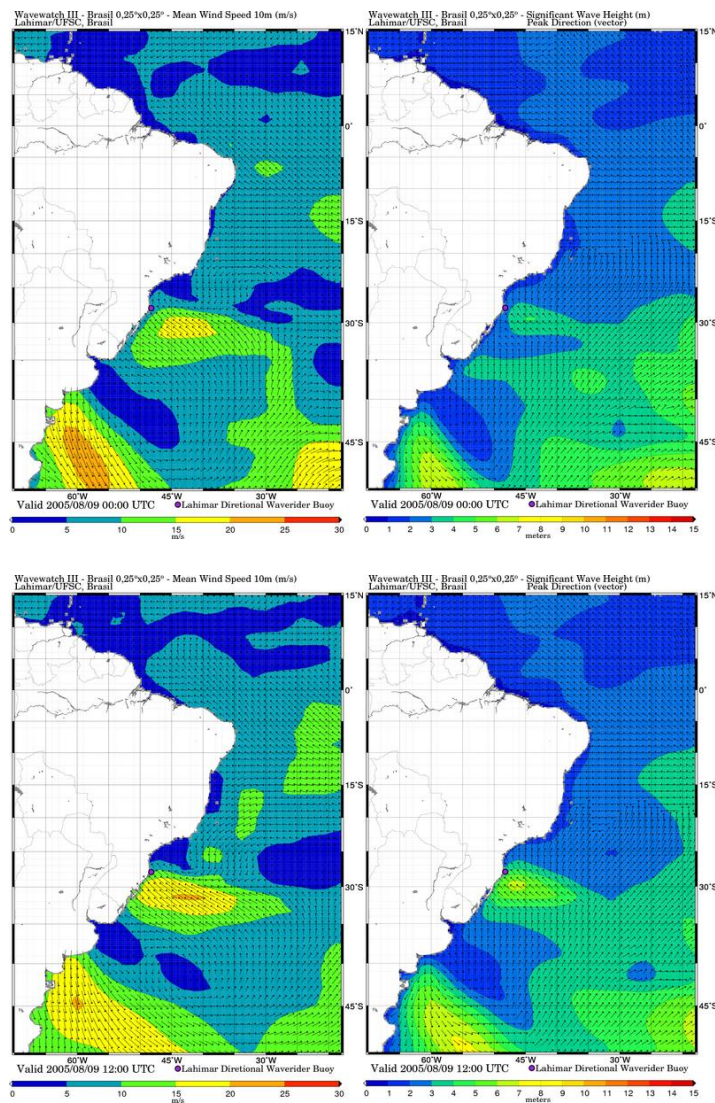 Wavewatch III - Brasil 0,25°x0,25° - Mean Wind Speed 10m (m/s)
Lahimar/UFSC, Brasil
15°N
0°
15°S
30°S
45°S
60°W
45°W
30°W
Valid 2005/08/09 00:00 UTC
Lahimar Diretional Waverider Buoy
0 5 10 15 20 25 30
m/s
Wavewatch III - Brasil 0,25°x0,25° - Significant Wave Height (m)
Lahimar/UFSC, Brasil Peak Direction (vector)
15°N
0°
15°S
30°S
45°S
60°W
45°W
30°W
Valid 2005/08/09 00:00 UTC
Lahimar Diretional Waverider Buoy
0 1 2 3 4 5 6 7 8 9 10 11 12 13 14 15
meters
Wavewatch III - Brasil 0,25°x0,25° - Mean Wind Speed 10m (m/s)
Lahimar/UFSC, Brasil
15°N
0°
15°S
30°S
45°S
60°W
45°W
30°W
Valid 2005/08/09 12:00 UTC
Lahimar Diretional Waverider Buoy
0 5 10 15 20 25 30
m/s
Wavewatch III - Brasil 0,25°x0,25° - Significant Wave Height (m)
Lahimar/UFSC, Brasil Peak Direction (vector)
15°N
0°
15°S
30°S
45°S
60°W
45°W
30°W
Valid 2005/08/09 12:00 UTC
Lahimar Diretional Waverider Buoy
0 1 2 3 4 5 6 7 8 9 10 11 12 13 14 15
meters